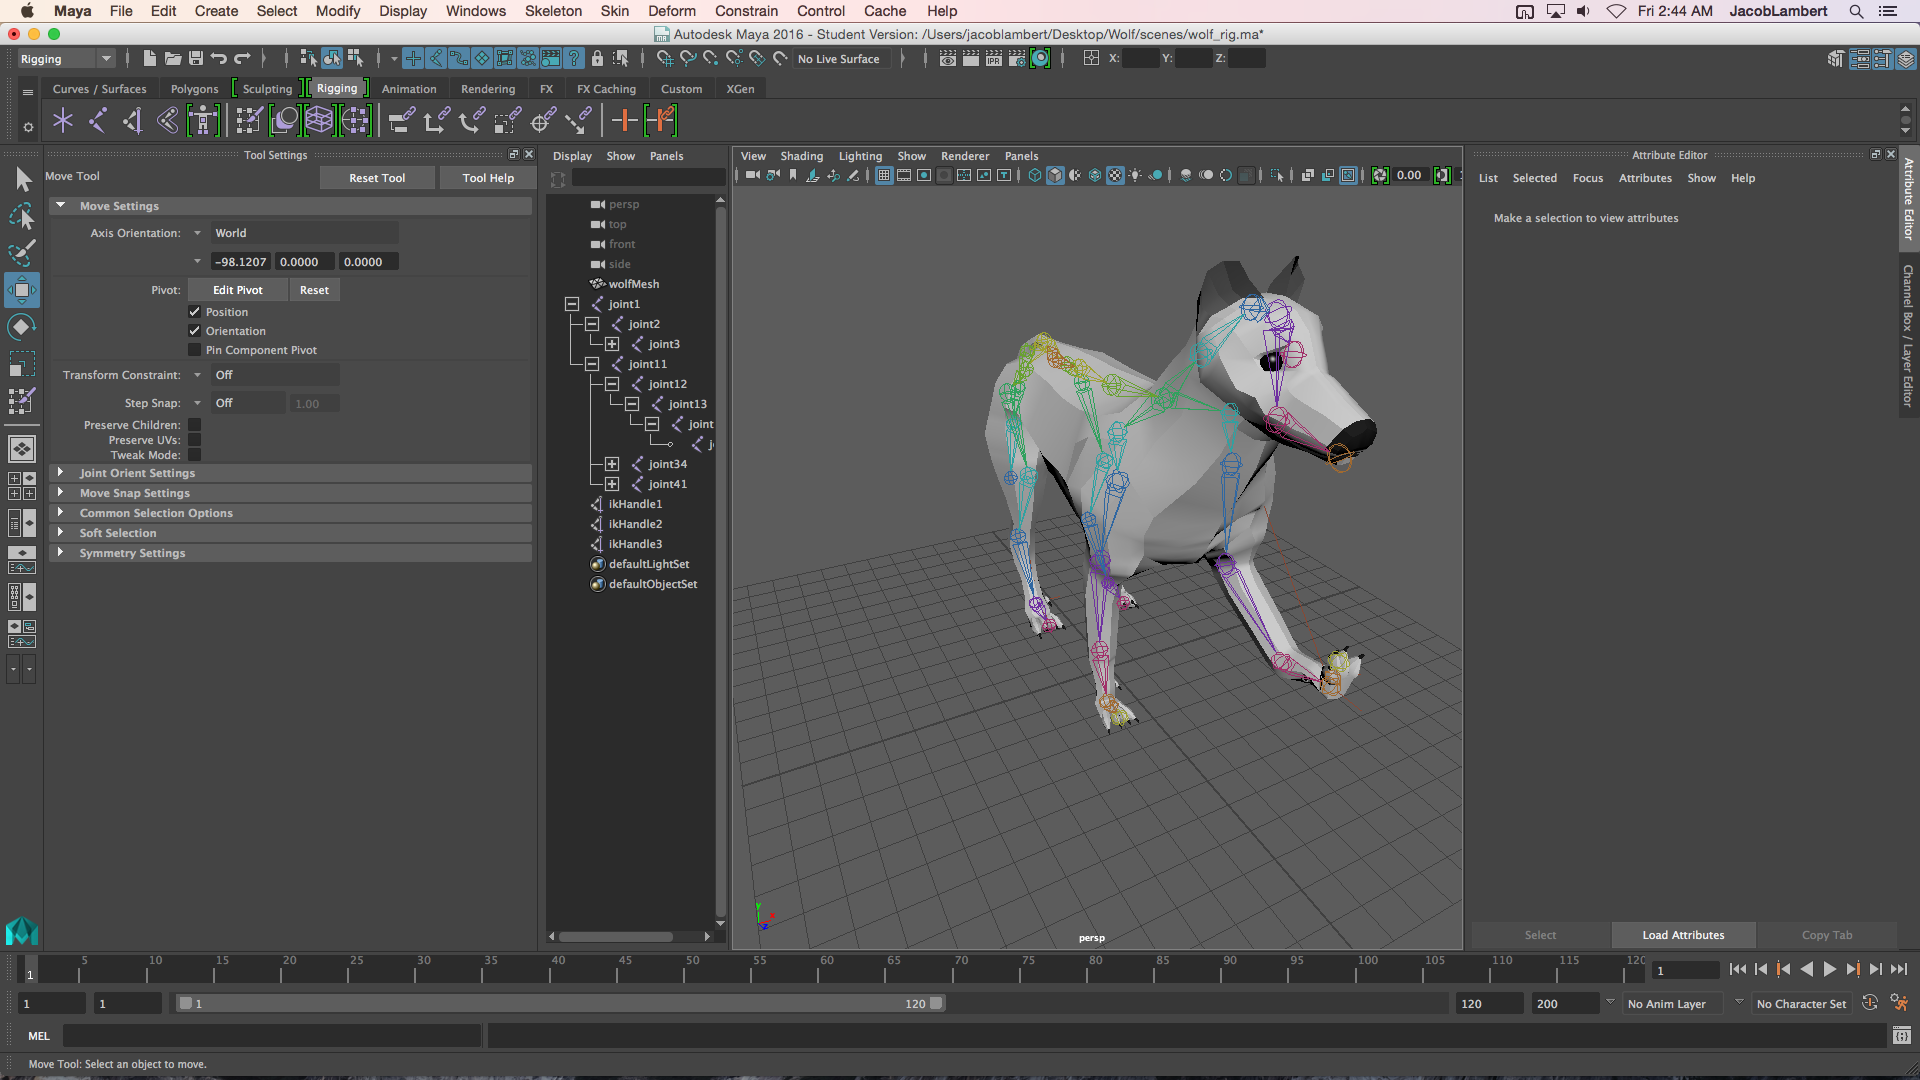 Maya File Edit Create Select Modify Display Windows Skeleton Skin Deform Constrain Control Cache Help Fri 2:44 AM JacobLambert
Autodesk Maya 2016 - Student Version: /Users/jacoblambert/Desktop/Wolf/scenes/wolf_rig.ma*
Rigging No Live Surface X: Y: Z:
Curves / Surfaces Polygons Sculpting Rigging Animation Rendering FX FX Caching Custom XGen
Tool Settings
Move Tool Reset Tool Tool Help
Move Settings
Axis Orientation: World
-98.1207 0.0000 0.0000
Pivot: Edit Pivot Reset
Position
Orientation
Pin Component Pivot
Transform Constraint: Off
Step Snap: Off 1.00
Preserve Children:
Preserve UVs:
Tweak Mode:
Joint Orient Settings
Move Snap Settings
Common Selection Options
Soft Selection
Symmetry Settings
Display Show Panels
persp
top
front
side
wolfMesh
joint1
joint2
joint3
joint11
joint12
joint13
joint
j
joint34
joint41
ikHandle1
ikHandle2
ikHandle3
defaultLightSet
defaultObjectSet
View Shading Lighting Show Renderer Panels
IPR
0.00
persp
Attribute Editor
List Selected Focus Attributes Show Help
Make a selection to view attributes
Attribute Editor
Channel Box / Layer Editor
Select Load Attributes Copy Tab
1 5 10 15 20 25 30 35 40 45 50 55 60 65 70 75 80 85 90 95 100 105 110 115 120 1
1 1 1 120 120 200 No Anim Layer No Character Set
MEL
Move Tool: Select an object to move.